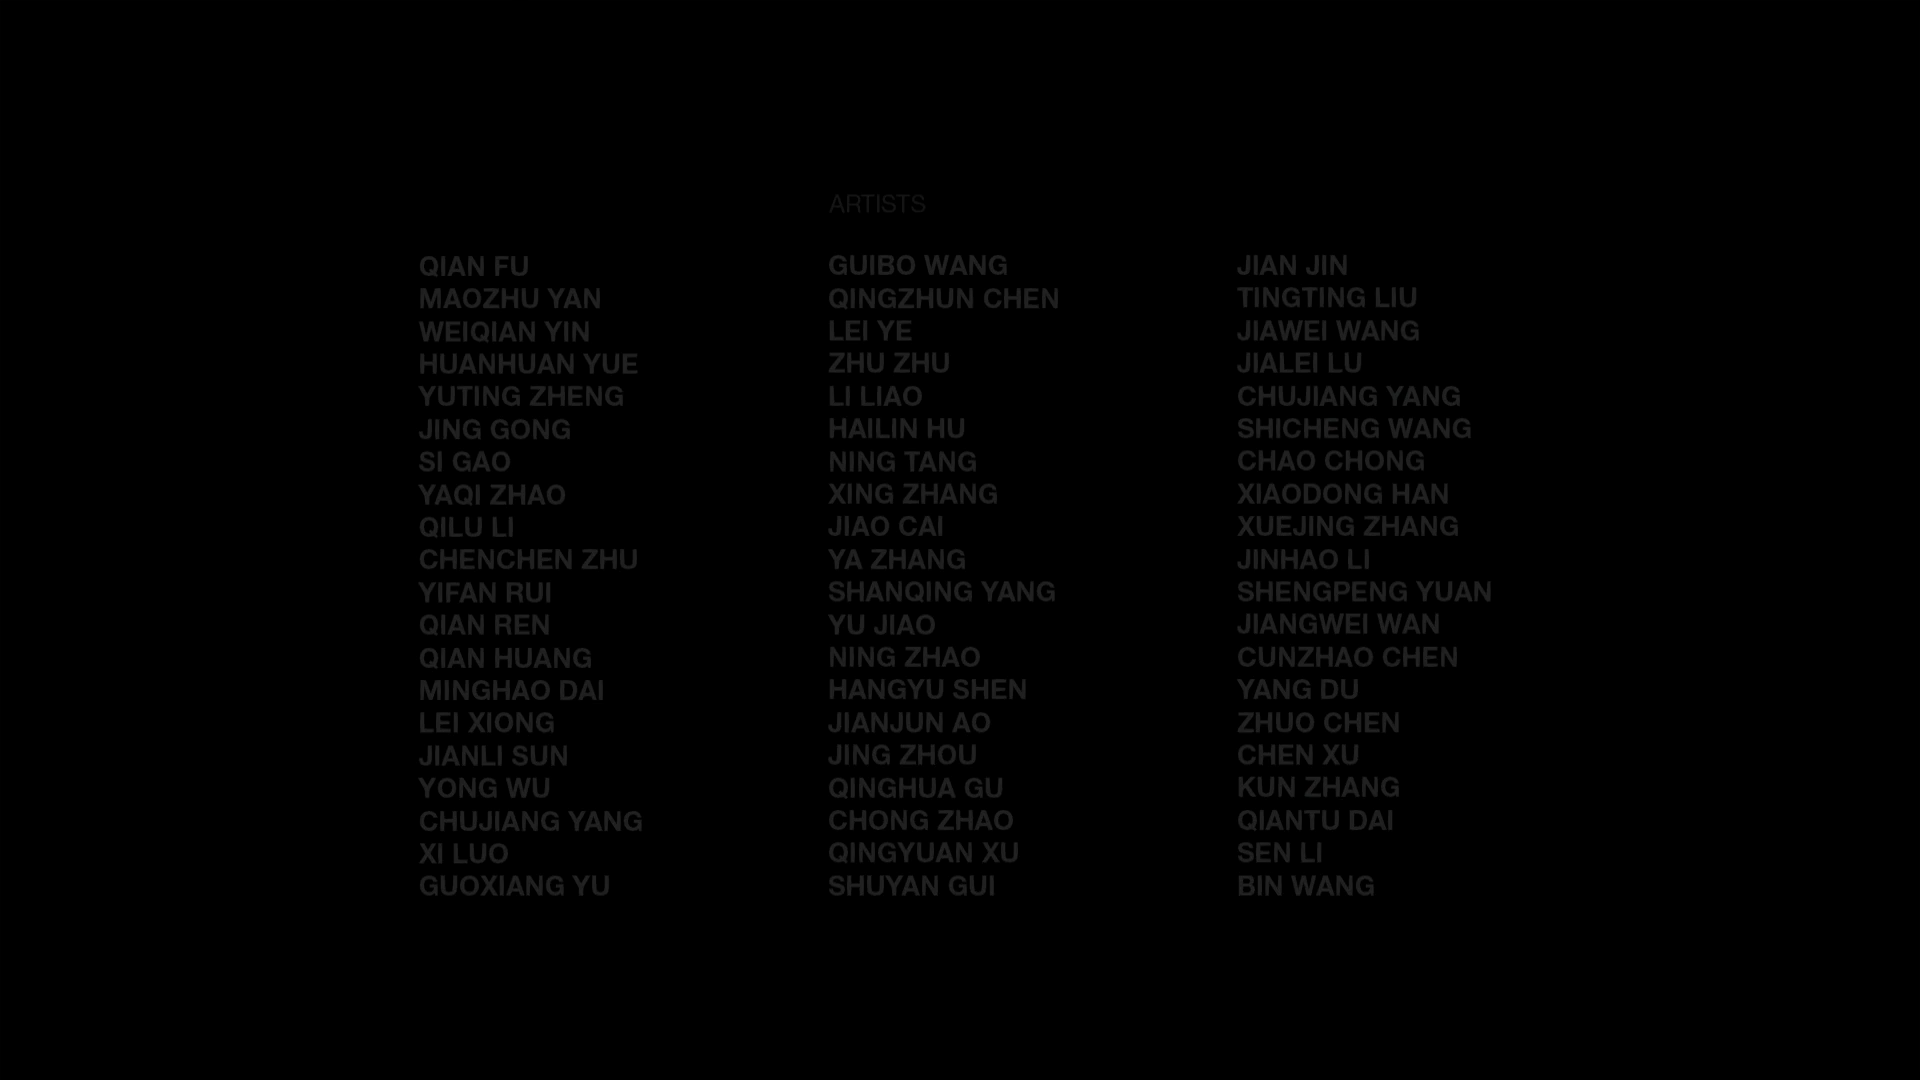 ARTISTS
QIAN FU
MAOZHU YAN
WEIQIAN YIN
HUANHUAN YUE
YUTING ZHENG
JING GONG
SI GAO
YAQI ZHAO
QILU LI
CHENCHEN ZHU
YIFAN RUI
QIAN REN
QIAN HUANG
MINGHAO DAI
LEI XIONG
JIANLI SUN
YONG WU
CHUJIANG YANG
XI LUO
GUOXIANG YU
GUIBO WANG
QINGZHUN CHEN
LEI YE
ZHU ZHU
LI LIAO
HAILIN HU
NING TANG
XING ZHANG
JIAO CAI
YA ZHANG
SHANQING YANG
YU JIAO
NING ZHAO
HANGYU SHEN
JIANJUN AO
JING ZHOU
QINGHUA GU
CHONG ZHAO
QINGYUAN XU
SHUYAN GUI
JIAN JIN
TINGTING LIU
JIAWEI WANG
JIALEI LU
CHUJIANG YANG
SHICHENG WANG
CHAO CHONG
XIAODONG HAN
XUEJING ZHANG
JINHAO LI
SHENGPENG YUAN
JIANGWEI WAN
CUNZHAO CHEN
YANG DU
ZHUO CHEN
CHEN XU
KUN ZHANG
QIANTU DAI
SEN LI
BIN WANG